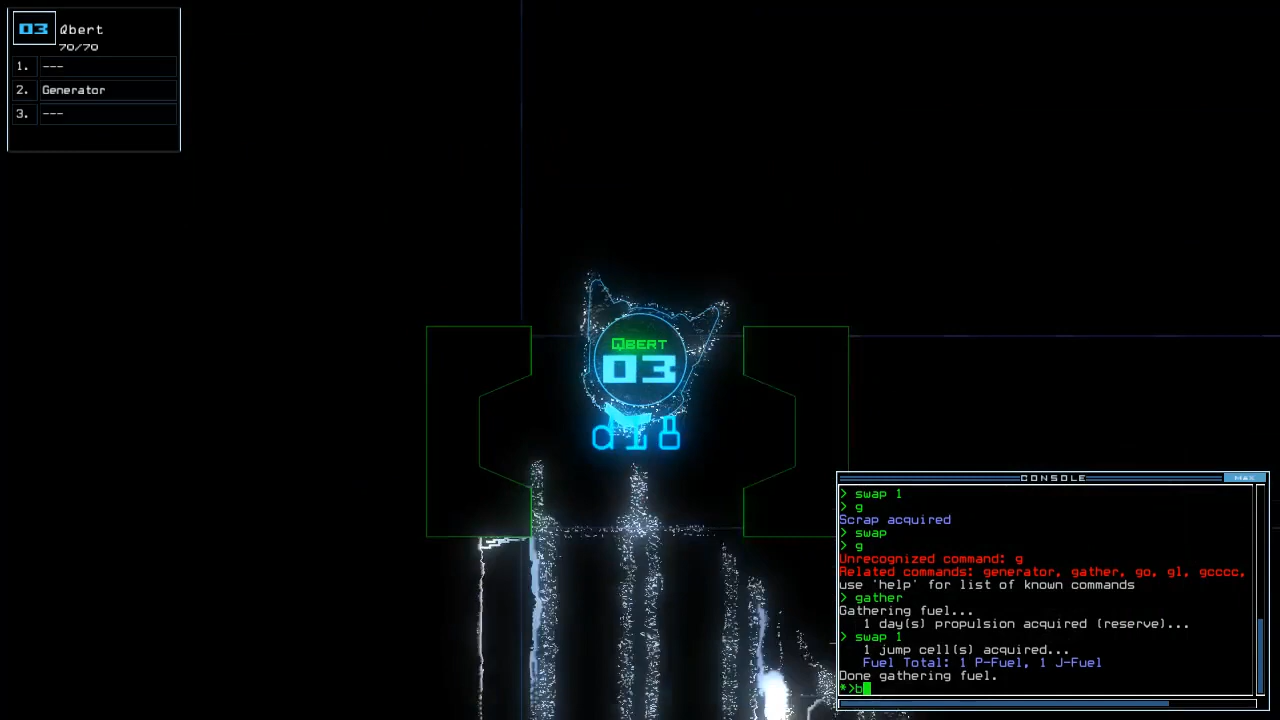 03 Qbert
70/70
1. ---
2. Generator
3. ---
QBERT
03
d18
CONSOLE MAX
> swap 1
> g
Scrap acquired
> swap
> g
Unrecognized command: g
Related commands: generator, gather, go, gl, gcccc,
use 'help' for list of known commands
> gather
Gathering fuel...
1 day(s) propulsion acquired (reserve)...
> swap 1
1 jump cell(s) acquired...
Fuel Total: 1 P-Fuel, 1 J-Fuel
Done gathering fuel.
*>b